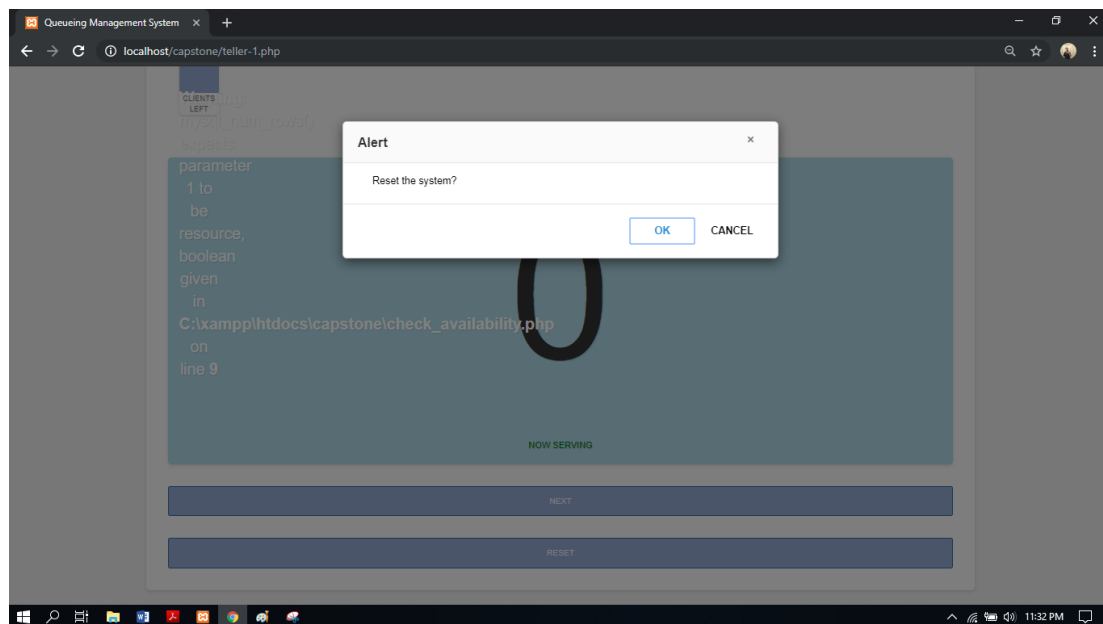 Queueing Management System
localhost/capstone/teller-1.php
CLIENTS
LEFT
expects
parameter
1 to
be
resource,
boolean
given
in
C:\xampp\htdocs\capstone\check_availability.php
on
line 9
Alert
Reset the system?
OK
CANCEL
0
NOW SERVING
NEXT
RESET
11:32 PM